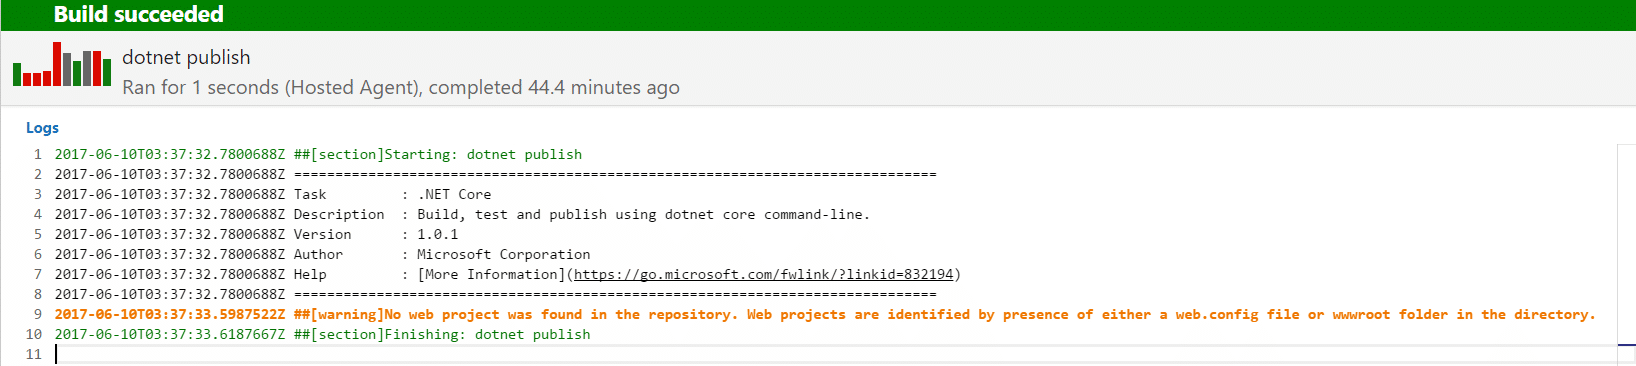 Build succeeded
dotnet publish
Ran for 1 seconds (Hosted Agent), completed 44.4 minutes ago
Logs
1 2017-06-10T03:37:32.7800688Z ##[section]Starting: dotnet publish
2 2017-06-10T03:37:32.7800688Z ==============================================================================
3 2017-06-10T03:37:32.7800688Z Task         : .NET Core
4 2017-06-10T03:37:32.7800688Z Description  : Build, test and publish using dotnet core command-line.
5 2017-06-10T03:37:32.7800688Z Version      : 1.0.1
6 2017-06-10T03:37:32.7800688Z Author       : Microsoft Corporation
7 2017-06-10T03:37:32.7800688Z Help         : [More Information](https://go.microsoft.com/fwlink/?linkid=832194)
8 2017-06-10T03:37:32.7800688Z ==============================================================================
9 2017-06-10T03:37:33.5987522Z ##[warning]No web project was found in the repository. Web projects are identified by presence of either a web.config file or wwwroot folder in the directory.
10 2017-06-10T03:37:33.6187667Z ##[section]Finishing: dotnet publish
11